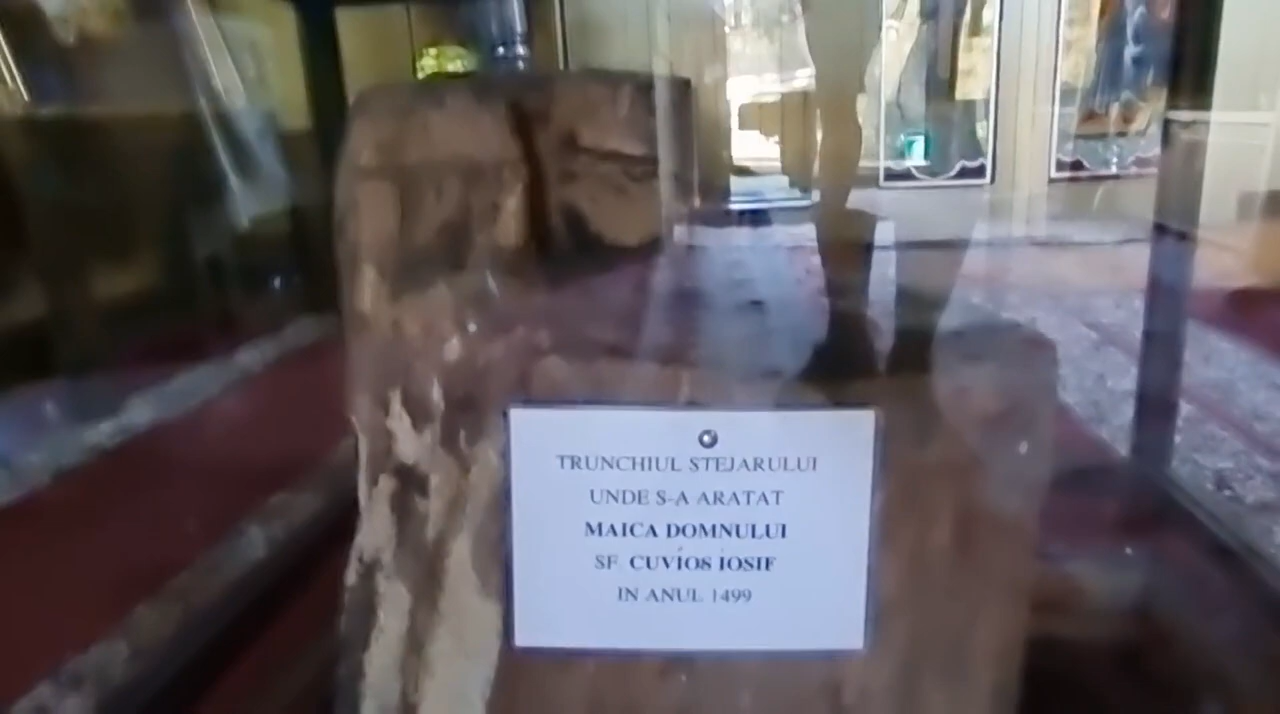 TRUNCHIUL STEJARULUI
UNDE S-A ARATAT
MAICA DOMNULUI
SF CUVIOS IOSIF
IN ANUL 1499